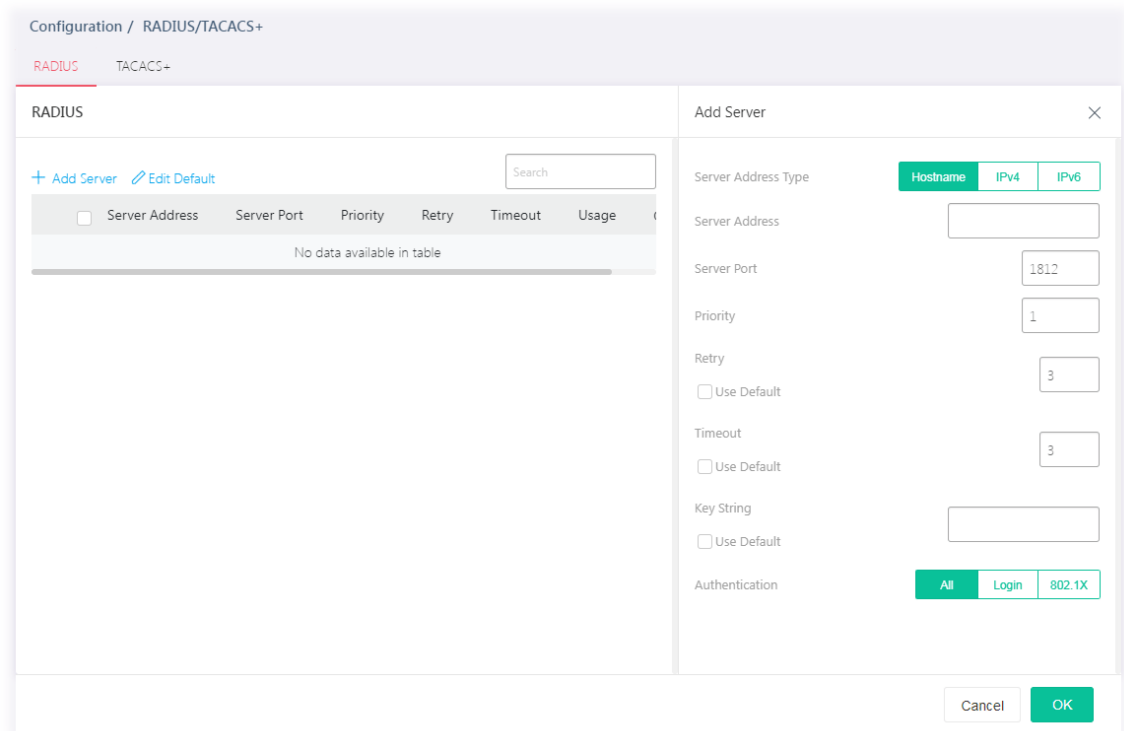 Configuration / RADIUS/TACACS+
RADIUS TACACS+
RADIUS
Add Server Edit Default
Search
Server Address Server Port Priority Retry Timeout Usage
No data available in table
Add Server
Server Address Type Hostname IPv4 IPv6
Server Address
Server Port 1812
Priority 1
Retry 3
Use Default
Timeout 3
Use Default
Key String
Use Default
Authentication All Login 802.1X
Cancel OK